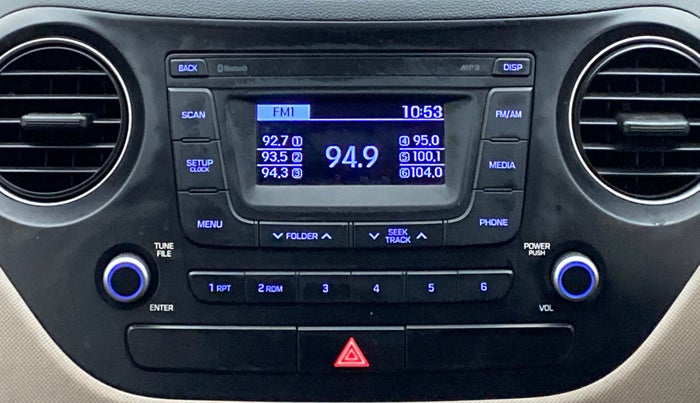 BACK Bluetooth MP3 DISP
SCAN FM1 10:53 FM/AM
92.7 1 4 95.0
93.5 2 94.9 5 100.1
94.3 3 6 104.0
SETUP CLOCK MEDIA
MENU FOLDER SEEK TRACK PHONE
TUNE FILE POWER PUSH
1 RPT 2 RDM 3 4 5 6
ENTER VOL